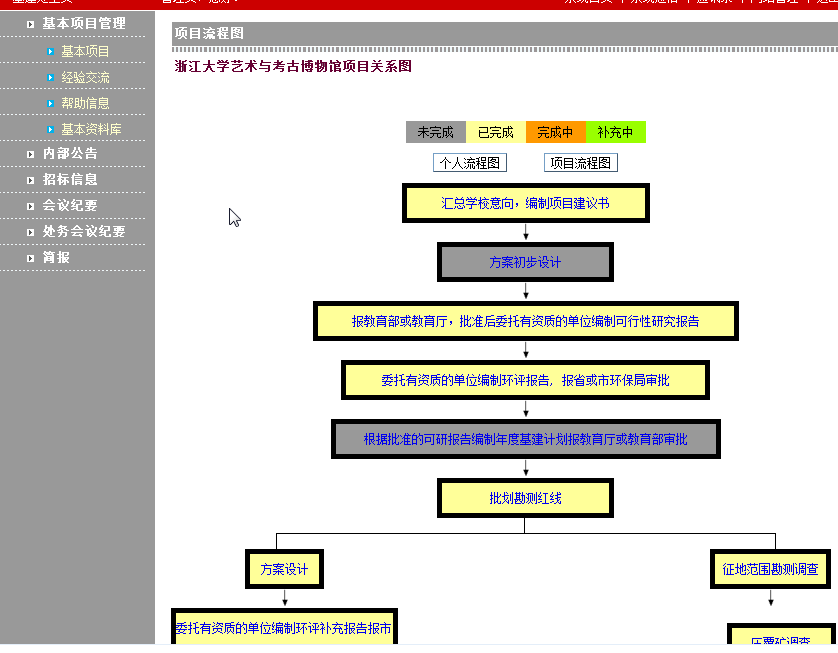 基本项目管理
基本项目
经验交流
帮助信息
基本资料库
内部公告
招标信息
会议纪要
处务会议纪要
简报
项目流程图
浙江大学艺术与考古博物馆项目关系图
未完成 已完成 完成中 补充中
个人流程图 项目流程图
汇总学校意向，编制项目建议书
方案初步设计
报教育部或教育厅，批准后委托有资质的单位编制可行性研究报告
委托有资质的单位编制环评报告, 报省或市环保局审批
根据批准的可研报告编制年度基建计划报教育厅或教育部审批
批划勘测红线
方案设计 征地范围勘测调查
委托有资质的单位编制环评补充报告报市
压覆矿调查